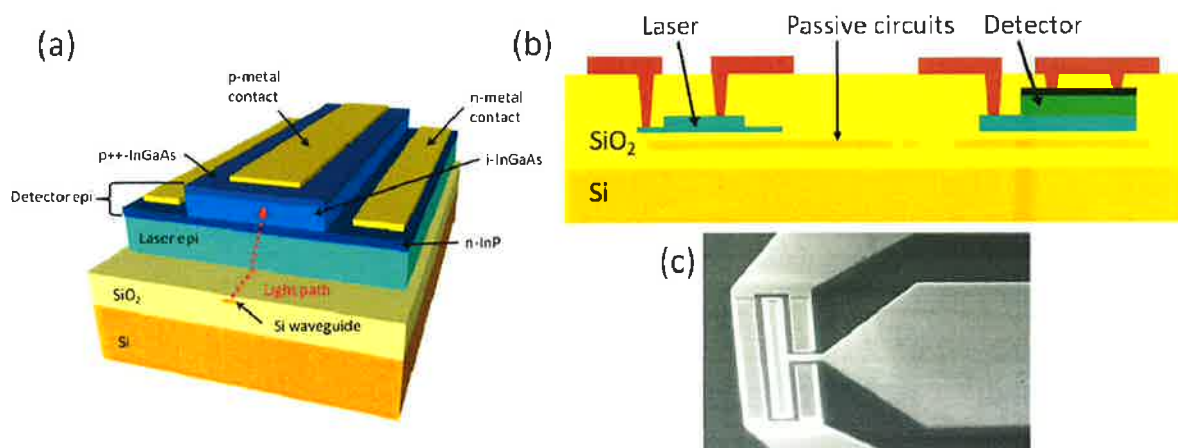 (a)
p-metal
contact
n-metal
contact
p++-InGaAs
i-InGaAs
Detector epi
Laser epi
n-InP
Light path
SiO₂
Si waveguide
Si
(b)
Laser
Passive circuits
Detector
SiO₂
Si
(c)